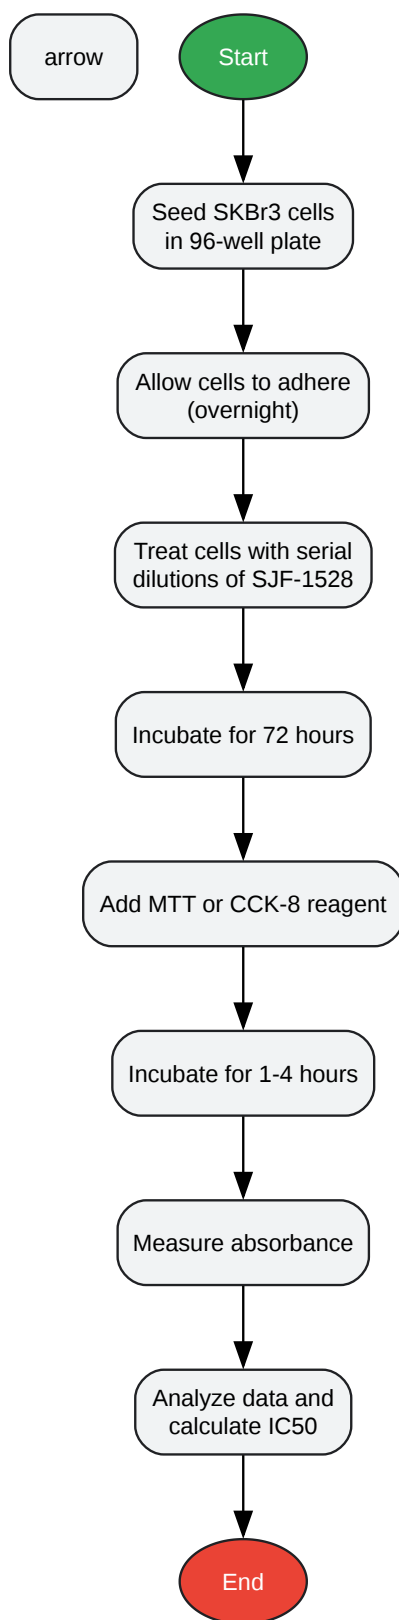 arrow
Start
Seed SKBr3 cells
in 96-well plate
Allow cells to adhere
(overnight)
Treat cells with serial
dilutions of SJF-1528
Incubate for 72 hours
Add MTT or CCK-8 reagent
Incubate for 1-4 hours
Measure absorbance
Analyze data and
calculate IC50
End